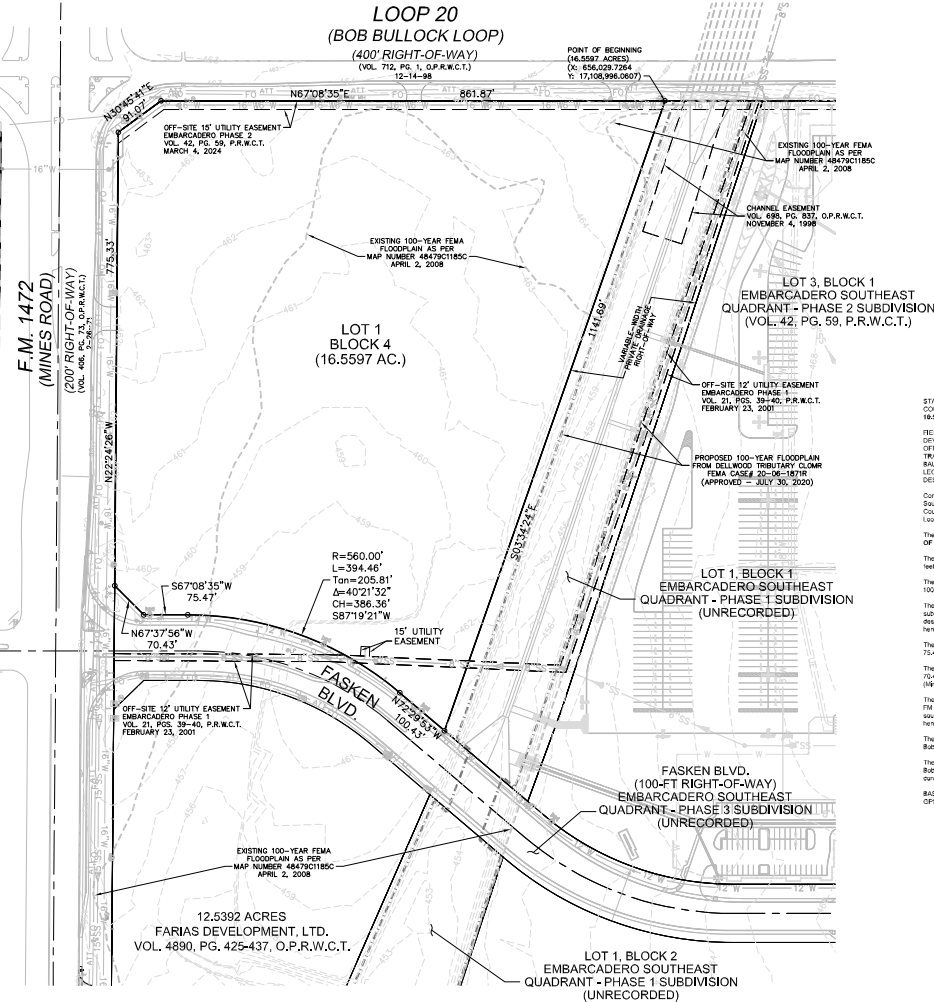 LOOP 20
(BOB BULLOCK LOOP)
(400' RIGHT-OF-WAY)
(VOL. 712, PG. 1, O.P.R.W.C.T.)
12-14-98
POINT OF BEGINNING
(16.5597 ACRES)
(X: 656,029.7264
Y: 17,108,996.0607)
N30°45'41"E
91.07'
N67°08'35"E
861.87'
OFF-SITE 15' UTILITY EASEMENT
EMBARCADERO PHASE 2
VOL. 42, PG. 59, P.R.W.C.T.
MARCH 4, 2024
EXISTING 100-YEAR FEMA
FLOODPLAIN AS PER
MAP NUMBER 48479C1185C
APRIL 2, 2008
CHANNEL EASEMENT
VOL. 698, PG. 837, O.P.R.W.C.T.
NOVEMBER 4, 1998
EXISTING 100-YEAR FEMA
FLOODPLAIN AS PER
MAP NUMBER 48479C1185C
APRIL 2, 2008
F.M. 1472
(MINES ROAD)
(200' RIGHT-OF-WAY)
(VOL. 406, PG. 73, O.P.R.W.C.T.)
775.33'
N22°24'26"W
LOT 1
BLOCK 4
(16.5597 AC.)
1141.69'
S03°34'24"E
VARIABLE-WIDTH
PRIVATE DRAINAGE
RIGHT-OF-WAY
LOT 3, BLOCK 1
EMBARCADERO SOUTHEAST
QUADRANT - PHASE 2 SUBDIVISION
(VOL. 42, PG. 59, P.R.W.C.T.)
OFF-SITE 12' UTILITY EASEMENT
EMBARCADERO PHASE 1
VOL. 21, PGS. 39-40, P.R.W.C.T.
FEBRUARY 23, 2001
PROPOSED 100-YEAR FLOODPLAIN
FROM DELLWOOD TRIBUTARY CLOMR
FEMA CASE# 20-06-1871R
(APPROVED - JULY 30, 2020)
R=560.00'
L=394.46'
Tan=205.81'
Δ=40°21'32"
CH=386.36'
S87°19'21"W
S67°08'35"W
75.47'
N67°37'56"W
70.43'
15' UTILITY
EASEMENT
LOT 1, BLOCK 1
EMBARCADERO SOUTHEAST
QUADRANT - PHASE 1 SUBDIVISION
(UNRECORDED)
FASKEN
BLVD.
N72°29'53"W
100.43'
OFF-SITE 12' UTILITY EASEMENT
EMBARCADERO PHASE 1
VOL. 21, PGS. 39-40, P.R.W.C.T.
FEBRUARY 23, 2001
FASKEN BLVD.
(100-FT RIGHT-OF-WAY)
EMBARCADERO SOUTHEAST
QUADRANT - PHASE 3 SUBDIVISION
(UNRECORDED)
EXISTING 100-YEAR FEMA
FLOODPLAIN AS PER
MAP NUMBER 48479C1185C
APRIL 2, 2008
12.5392 ACRES
FARIAS DEVELOPMENT, LTD.
VOL. 4890, PG. 425-437, O.P.R.W.C.T.
LOT 1, BLOCK 2
EMBARCADERO SOUTHEAST
QUADRANT - PHASE 1 SUBDIVISION
(UNRECORDED)